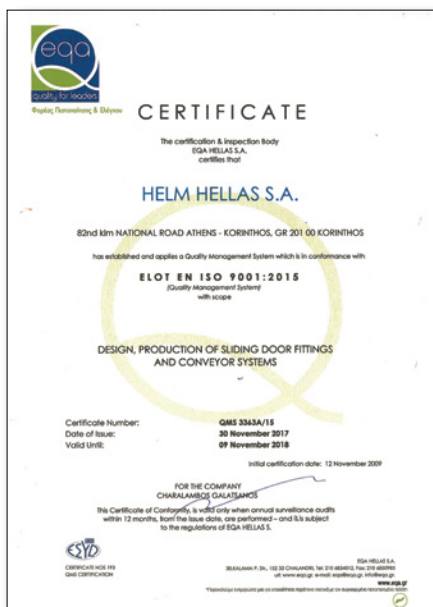 eqa
quality for leaders
Φορέας Πιστοποίησης & Ελέγχου
CERTIFICATE
The certification & inspection Body
EQA HELLAS S.A.
certifies that
HELM HELLAS S.A.
82nd klm NATIONAL ROAD ATHENS - KORINTHOS, GR 201 00 KORINTHOS
has established and applies a Quality Management System which is in conformance with
ELOT EN ISO 9001:2015
(Quality Management System)
with scope
DESIGN, PRODUCTION OF SLIDING DOOR FITTINGS
AND CONVEYOR SYSTEMS
Certificate Number: QMS 3363A/15
Date of Issue: 30 November 2017
Valid Until: 09 November 2018
Initial certification date: 12 November 2009
FOR THE COMPANY
CHARALAMBOS GALATSANOS
This Certificate of Conformity, is valid only when annual surveillance audits
within 12 months, from the issue date, are performed – and it is subject
to the regulations of EQA HELLAS S.
ESYD
QMS CERTIFICATION
EQA HELLAS S.A.
www.eqa.gr